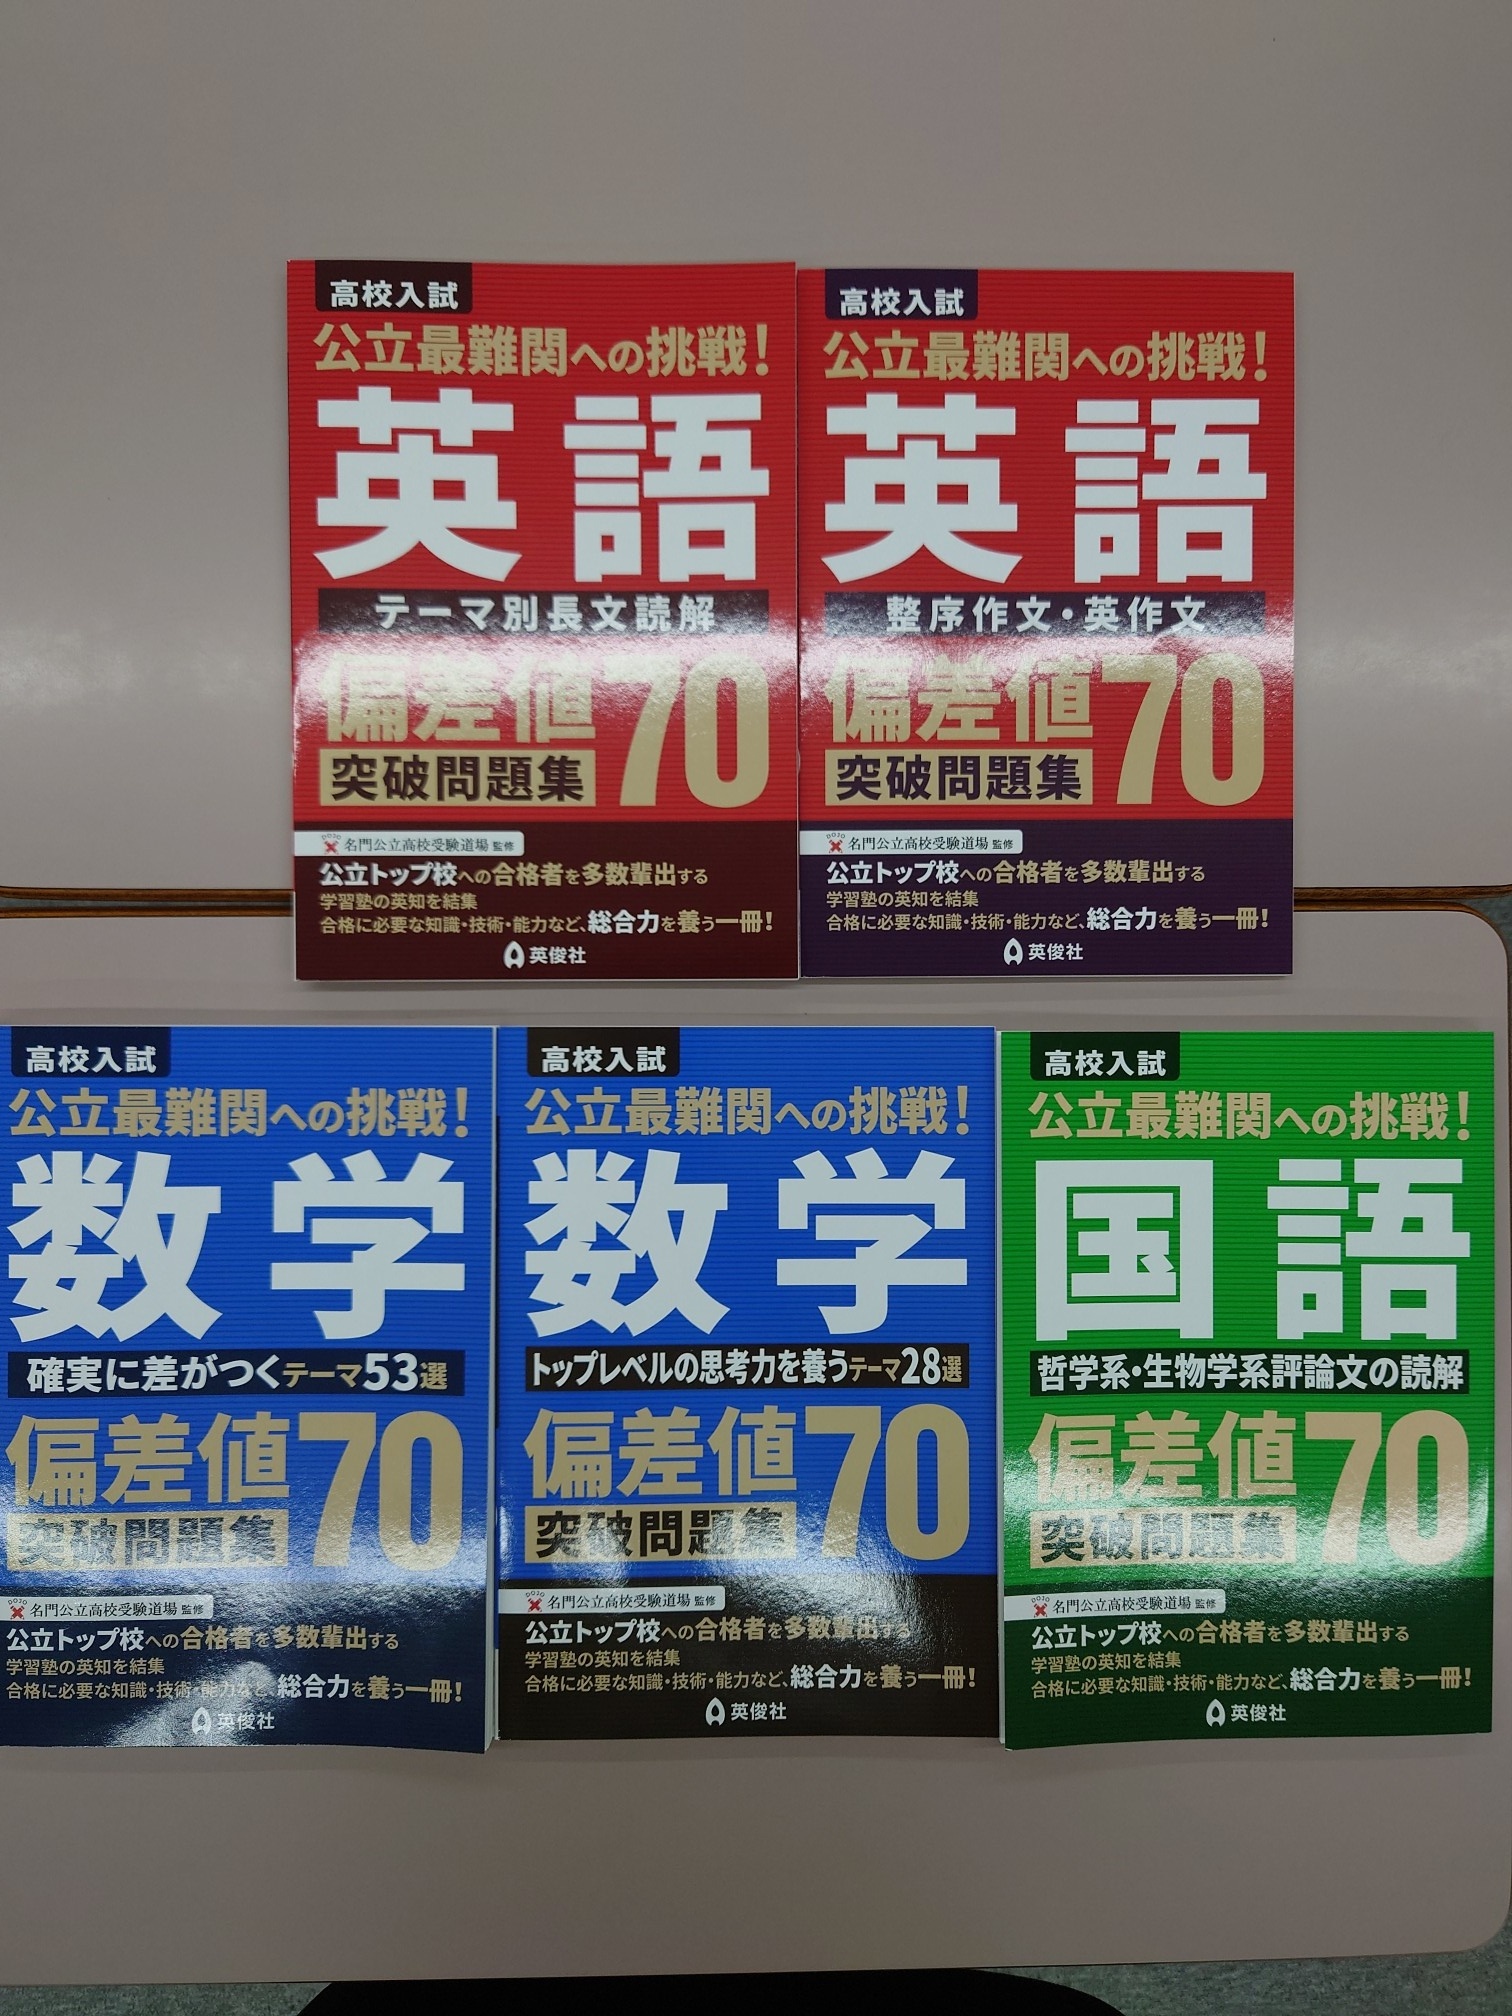 高校入試
公立最難関への挑戦!
英語
テーマ別長文読解
偏差値70
突破問題集
DOJO
名門公立高校受験道場 監修
公立トップ校への合格者を多数輩出する
学習塾の英知を結集
合格に必要な知識・技術・能力など、総合力を養う一冊!
英俊社
高校入試
公立最難関への挑戦!
英語
整序作文・英作文
偏差値70
突破問題集
DOJO
名門公立高校受験道場 監修
公立トップ校への合格者を多数輩出する
学習塾の英知を結集
合格に必要な知識・技術・能力など、総合力を養う一冊!
英俊社
高校入試
公立最難関への挑戦!
数学
確実に差がつくテーマ53選
偏差値70
突破問題集
DOJO
名門公立高校受験道場 監修
公立トップ校への合格者を多数輩出する
学習塾の英知を結集
合格に必要な知識・技術・能力など、総合力を養う一冊!
英俊社
高校入試
公立最難関への挑戦!
数学
トップレベルの思考力を養うテーマ28選
偏差値70
突破問題集
DOJO
名門公立高校受験道場 監修
公立トップ校への合格者を多数輩出する
学習塾の英知を結集
合格に必要な知識・技術・能力など、総合力を養う一冊!
英俊社
高校入試
公立最難関への挑戦!
国語
哲学系・生物学系評論文の読解
偏差値70
突破問題集
DOJO
名門公立高校受験道場 監修
公立トップ校への合格者を多数輩出する
学習塾の英知を結集
合格に必要な知識・技術・能力など、総合力を養う一冊!
英俊社